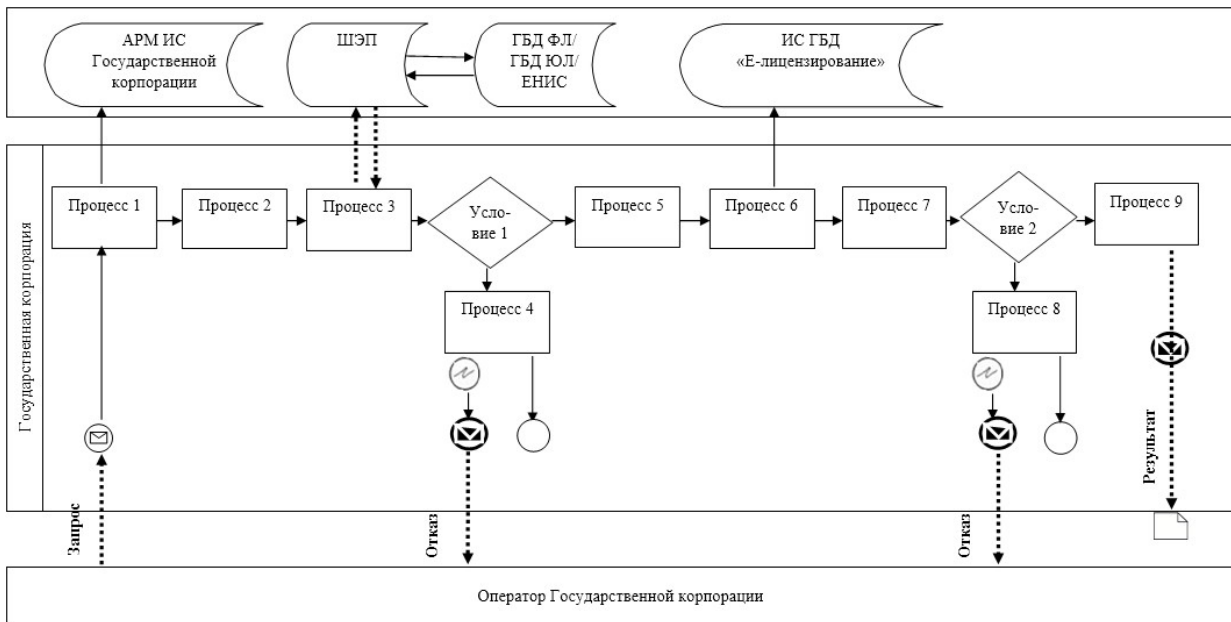 АРМ ИС
Государственной
корпорации
ШЭП
ГБД ФЛ/
ГБД ЮЛ/
ЕНИС
ИС ГБД
«Е-лицензирование»
Государственная корпорация
Процесс 1
Процесс 2
Процесс 3
Усло-
вие 1
Процесс 5
Процесс 6
Процесс 7
Усло-
вие 2
Процесс 9
Процесс 4
Процесс 8
Запрос
Отказ
Отказ
Результат
Оператор Государственной корпорации